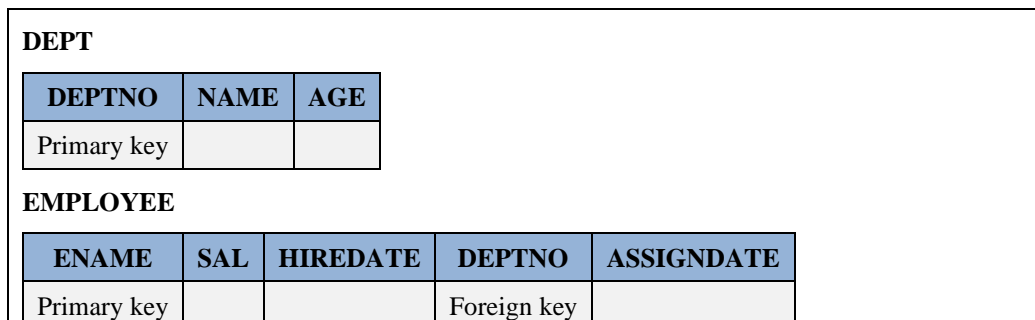 DEPT
DEPTNO NAME AGE
Primary key
EMPLOYEE
ENAME SAL HIREDATE DEPTNO ASSIGNDATE
Primary key Foreign key